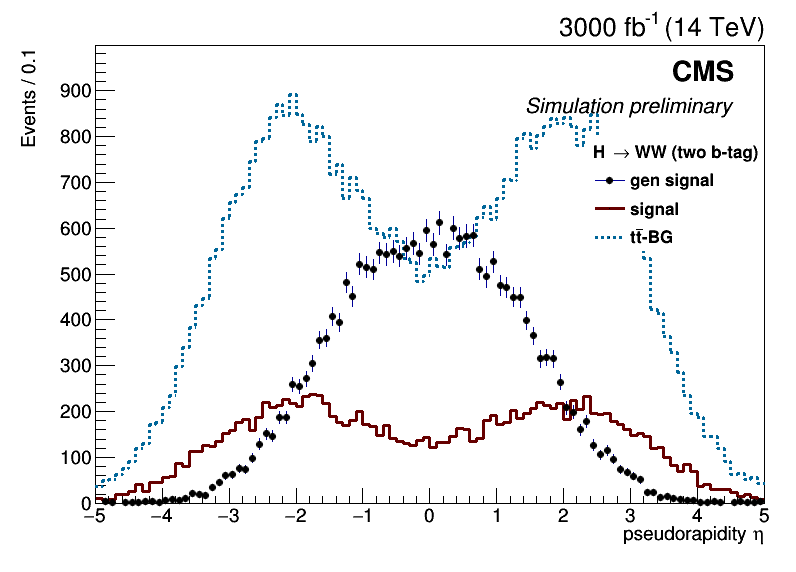 3000 fb-1 (14 TeV)
CMS
Simulation preliminary
H → WW (two b-tag)
gen signal
signal
tt̄-BG
Events / 0.1
900
800
700
600
500
400
300
200
100
0
−5 −4 −3 −2 −1 0 1 2 3 4 5
pseudorapidity η